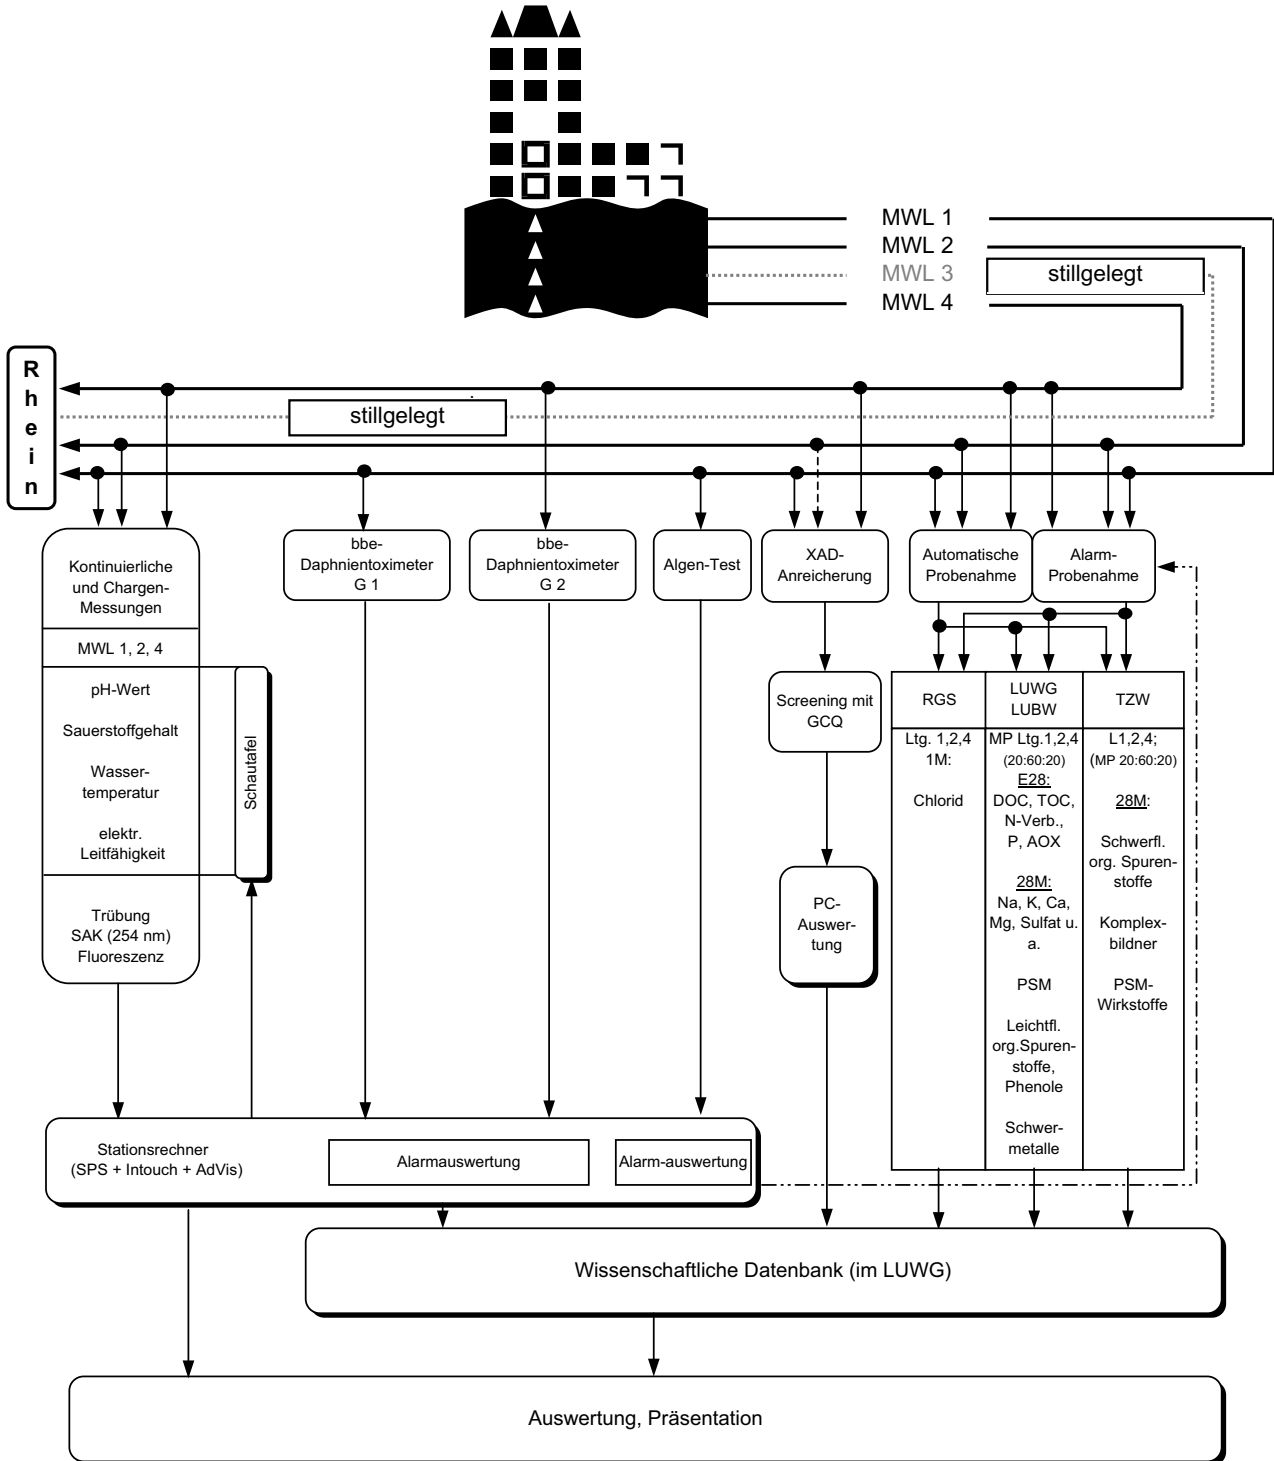 MWL 1
MWL 2
MWL 3
stillgelegt
MWL 4
R
h
e
i
n
stillgelegt
Kontinuierliche
und Chargen-
Messungen
MWL 1, 2, 4
pH-Wert
Sauerstoffgehalt
Wasser-
temperatur
elektr.
Leitfähigkeit
Trübung
SAK (254 nm)
Fluoreszenz
Schautafel
bbe-
Daphnientoximeter
G 1
bbe-
Daphnientoximeter
G 2
Algen-Test
XAD-
Anreicherung
Automatische
Probenahme
Alarm-
Probenahme
Screening mit
GCQ
PC-
Auswer-
tung
RGS
Ltg. 1,2,4
1M:
Chlorid
LUWG
LUBW
MP Ltg.1,2,4
(20:60:20)
E28:
DOC, TOC,
N-Verb.,
P, AOX
28M:
Na, K, Ca,
Mg, Sulfat u.
a.
PSM
Leichtfl.
org.Spuren-
stoffe,
Phenole
Schwer-
metalle
TZW
L1,2,4;
(MP 20:60:20)
28M:
Schwerfl.
org. Spuren-
stoffe
Komplex-
bildner
PSM-
Wirkstoffe
Stationsrechner
(SPS + Intouch + AdVis)
Alarmauswertung
Alarm-auswertung
Wissenschaftliche Datenbank (im LUWG)
Auswertung, Präsentation